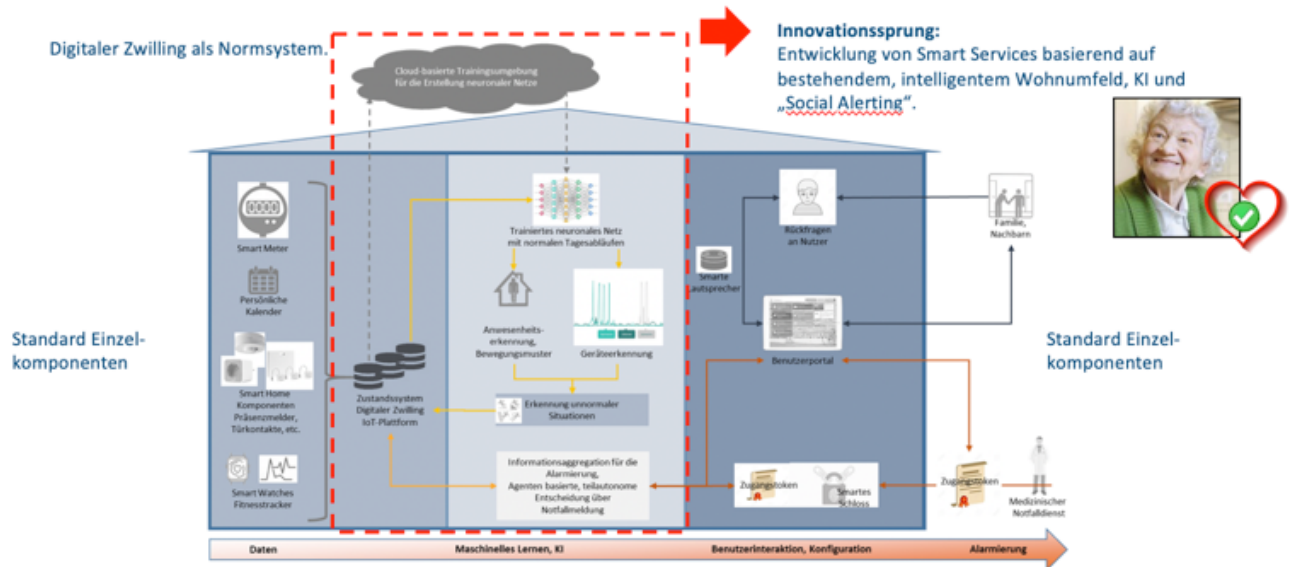 Digitaler Zwilling als Normsystem.
Cloud-basierte Trainingsumgebung
für die Erstellung neuronaler Netze
Innovationssprung:
Entwicklung von Smart Services basierend auf
bestehendem, intelligentem Wohnumfeld, KI und
„Social Alerting“.
Standard Einzel-
komponenten
Smart Meter
Persönliche
Kalender
Smart Home
Komponenten
Präsenzmelder,
Türkontakte, etc.
Smart Watches
Fitnesstracker
Zustandssystem
Digitaler Zwilling
IoT-Plattform
Trainiertes neuronales Netz
mit normalen Tagesabläufen
Anwesenheits-
erkennung,
Bewegungsmuster
Geräteerkennung
Erkennung unnormaler
Situationen
Informationsaggregation für die
Alarmierung,
Agenten basierte, teilautonome
Entscheidung über
Notfallmeldung
Rückfragen
an Nutzer
Smarte
Lautsprecher
Benutzerportal
Zugangstoken
Smartes
Schloss
Familie,
Nachbarn
Standard Einzel-
komponenten
Zugangstoken
Medizinischer
Notfalldienst
Daten
Maschinelles Lernen, KI
Benutzerinteraktion, Konfiguration
Alarmierung